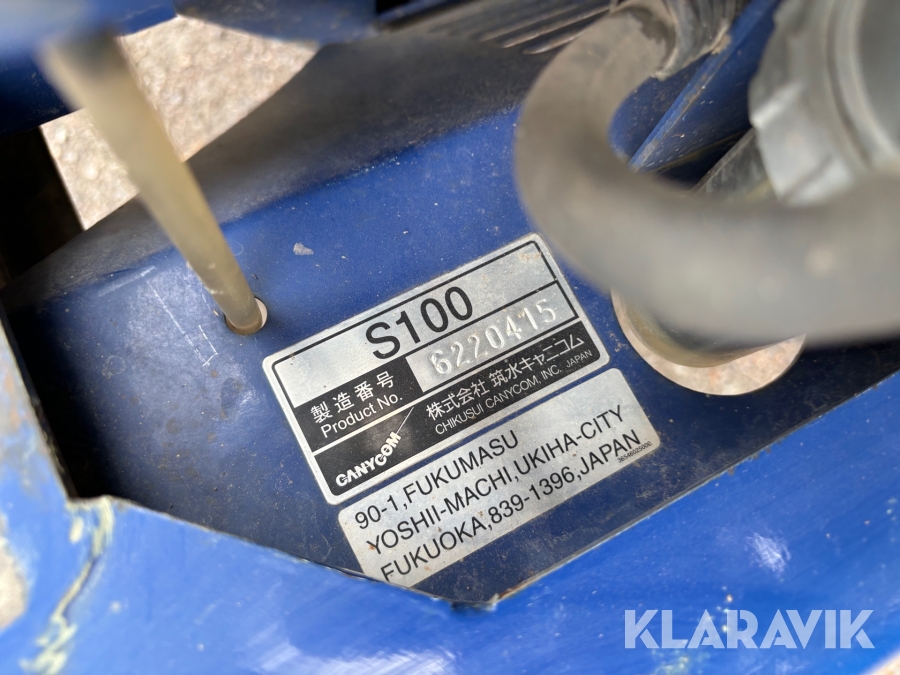 S100
製造番号
Product No.
6220415
CANYCOM
株式会社 筑水キャニコム
CHIKUSUI CANYCOM, INC. JAPAN
90-1,FUKUMASU
YOSHII-MACHI,UKIHA-CITY
FUKUOKA,839-1396,JAPAN
KLARAVIK